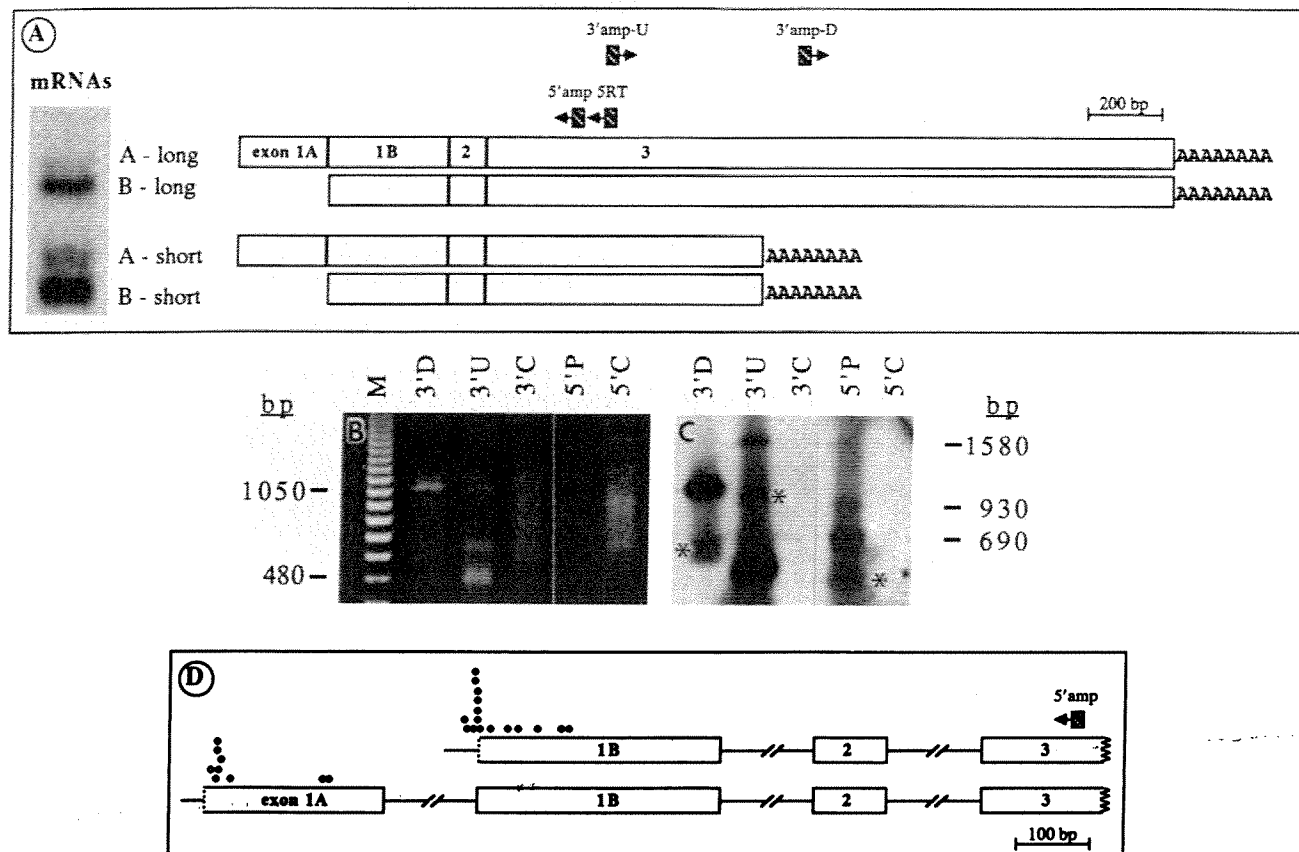 A
3'amp-U 3'amp-D
mRNAs
5'amp 5RT
200 bp
A - long exon 1A 1B 2 3 AAAAAAAA
B - long AAAAAAAA
A - short AAAAAAAA
B - short AAAAAAAA
M 3'D 3'U 3'C 5'P 5'C 3'D 3'U 3'C 5'P 5'C
bp bp
B C
1580
1050
* 930
* 690
480 *
D
5'amp
1B 2 3
exon 1A 1B 2 3
100 bp